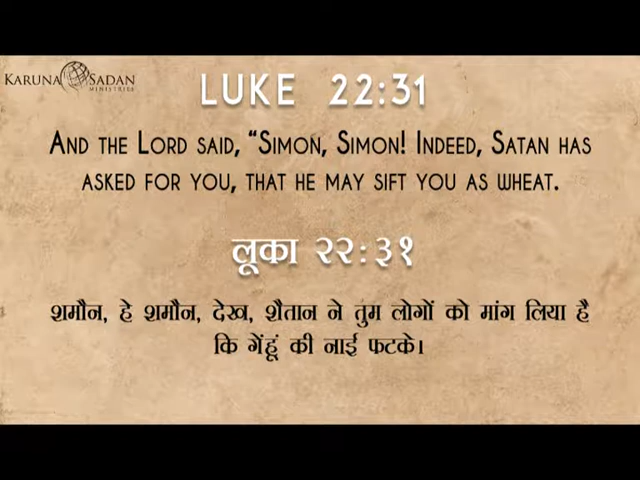 KARUNA SADAN
MINISTRIES
LUKE 22:31
AND THE LORD SAID, “SIMON, SIMON! INDEED, SATAN HAS
ASKED FOR YOU, THAT HE MAY SIFT YOU AS WHEAT.
लूका २२:३१
शमौन, हे शमौन, देख, शैतान ने तुम लोगों को मांग लिया है
कि गेंहूं की नाई फटके।